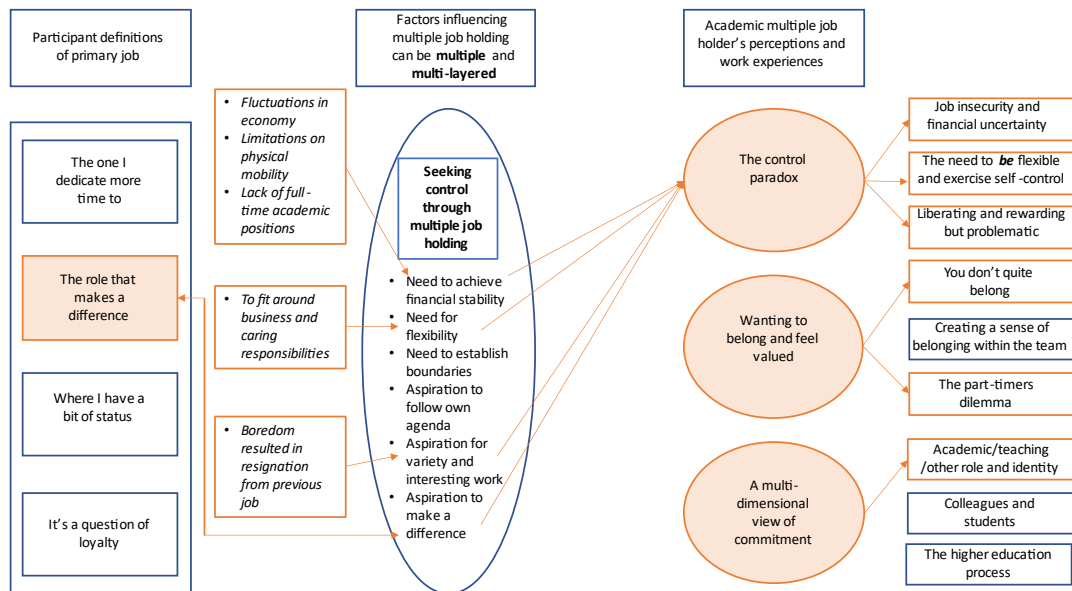 Participant definitions
of primary job
Factors influencing
multiple job holding
can be multiple and
multi-layered
Academic multiple job
holder's perceptions and
work experiences
The one I
dedicate more
time to
The role that
makes a
difference
Where I have a
bit of status
It's a question of
loyalty
• Fluctuations in
economy
• Limitations on
physical
mobility
• Lack of full-
time academic
positions
• To fit around
business and
caring
responsibilities
• Boredom
resulted in
resignation
from previous
job
Seeking
control
through
multiple job
holding
• Need to achieve
financial stability
• Need for
flexibility
• Need to establish
boundaries
• Aspiration to
follow own
agenda
• Aspiration for
variety and
interesting work
• Aspiration to
make a
difference
The control
paradox
Job insecurity and
financial uncertainty
The need to be flexible
and exercise self-control
Liberating and rewarding
but problematic
Wanting to
belong and feel
valued
You don't quite
belong
Creating a sense of
belonging within the team
The part-timers
dilemma
A multi-
dimensional
view of
commitment
Academic/teaching
/other role and identity
Colleagues and
students
The higher education
process